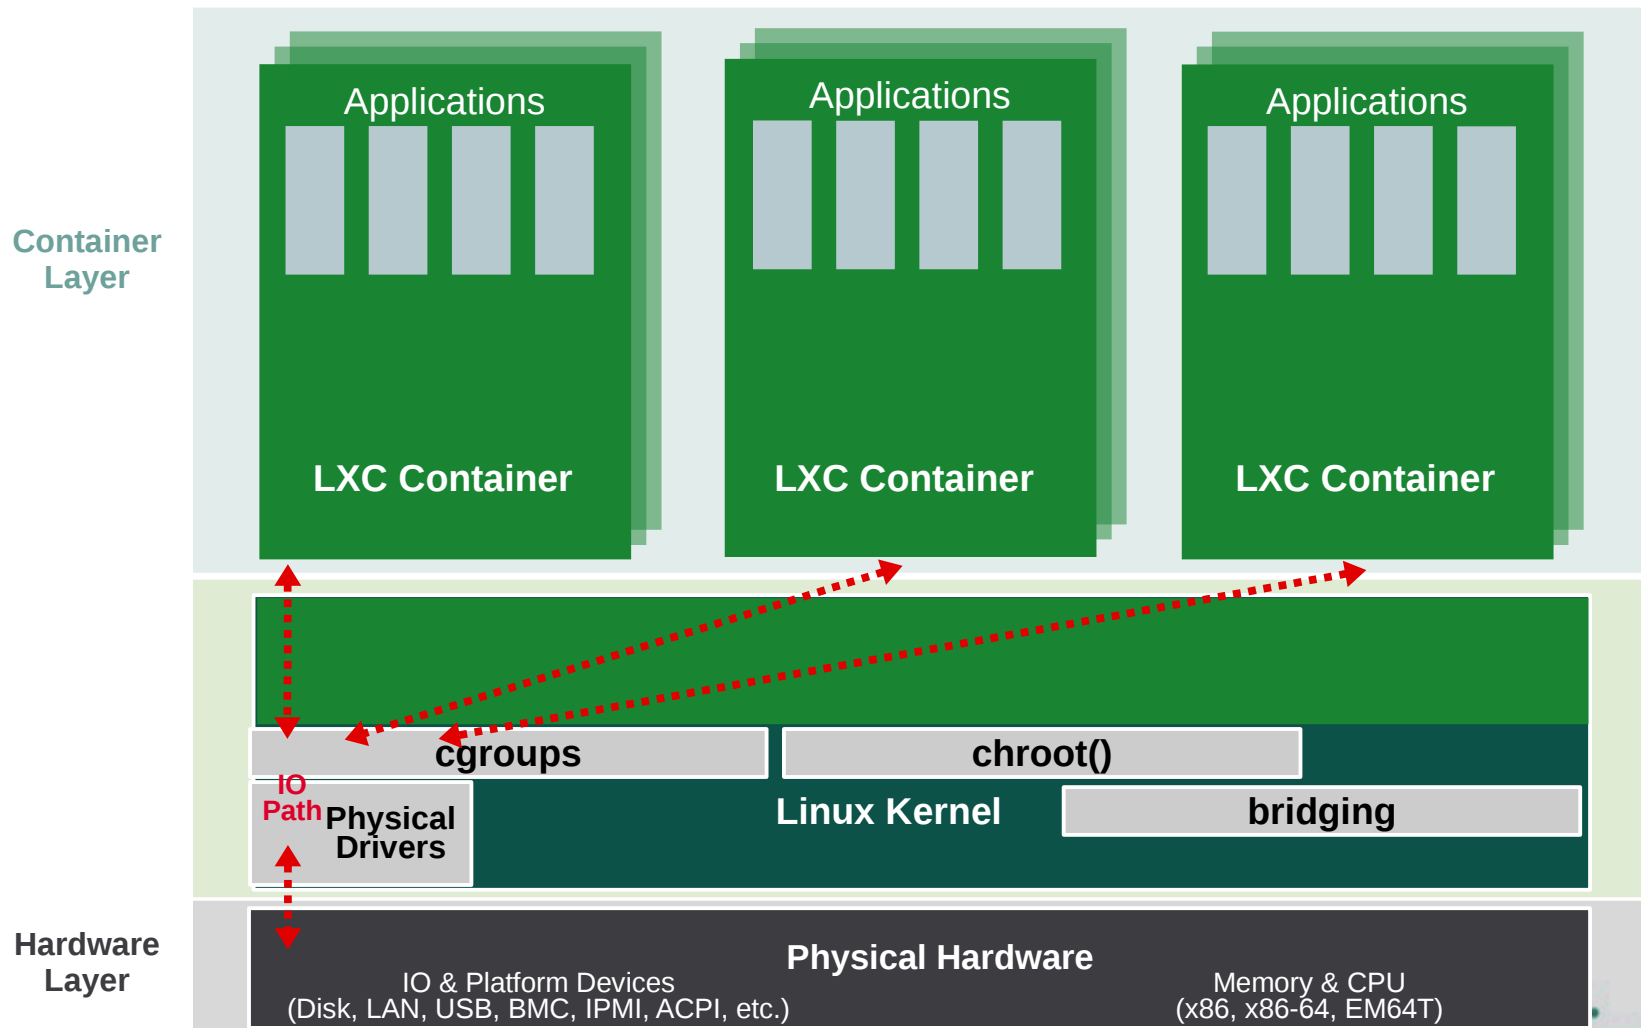 Applications
Applications
Applications
Container
Layer
LXC Container
LXC Container
LXC Container
cgroups
chroot()
IO
Path
Physical
Drivers
Linux Kernel
bridging
Hardware
Layer
Physical Hardware
IO & Platform Devices
(Disk, LAN, USB, BMC, IPMI, ACPI, etc.)
Memory & CPU
(x86, x86-64, EM64T)